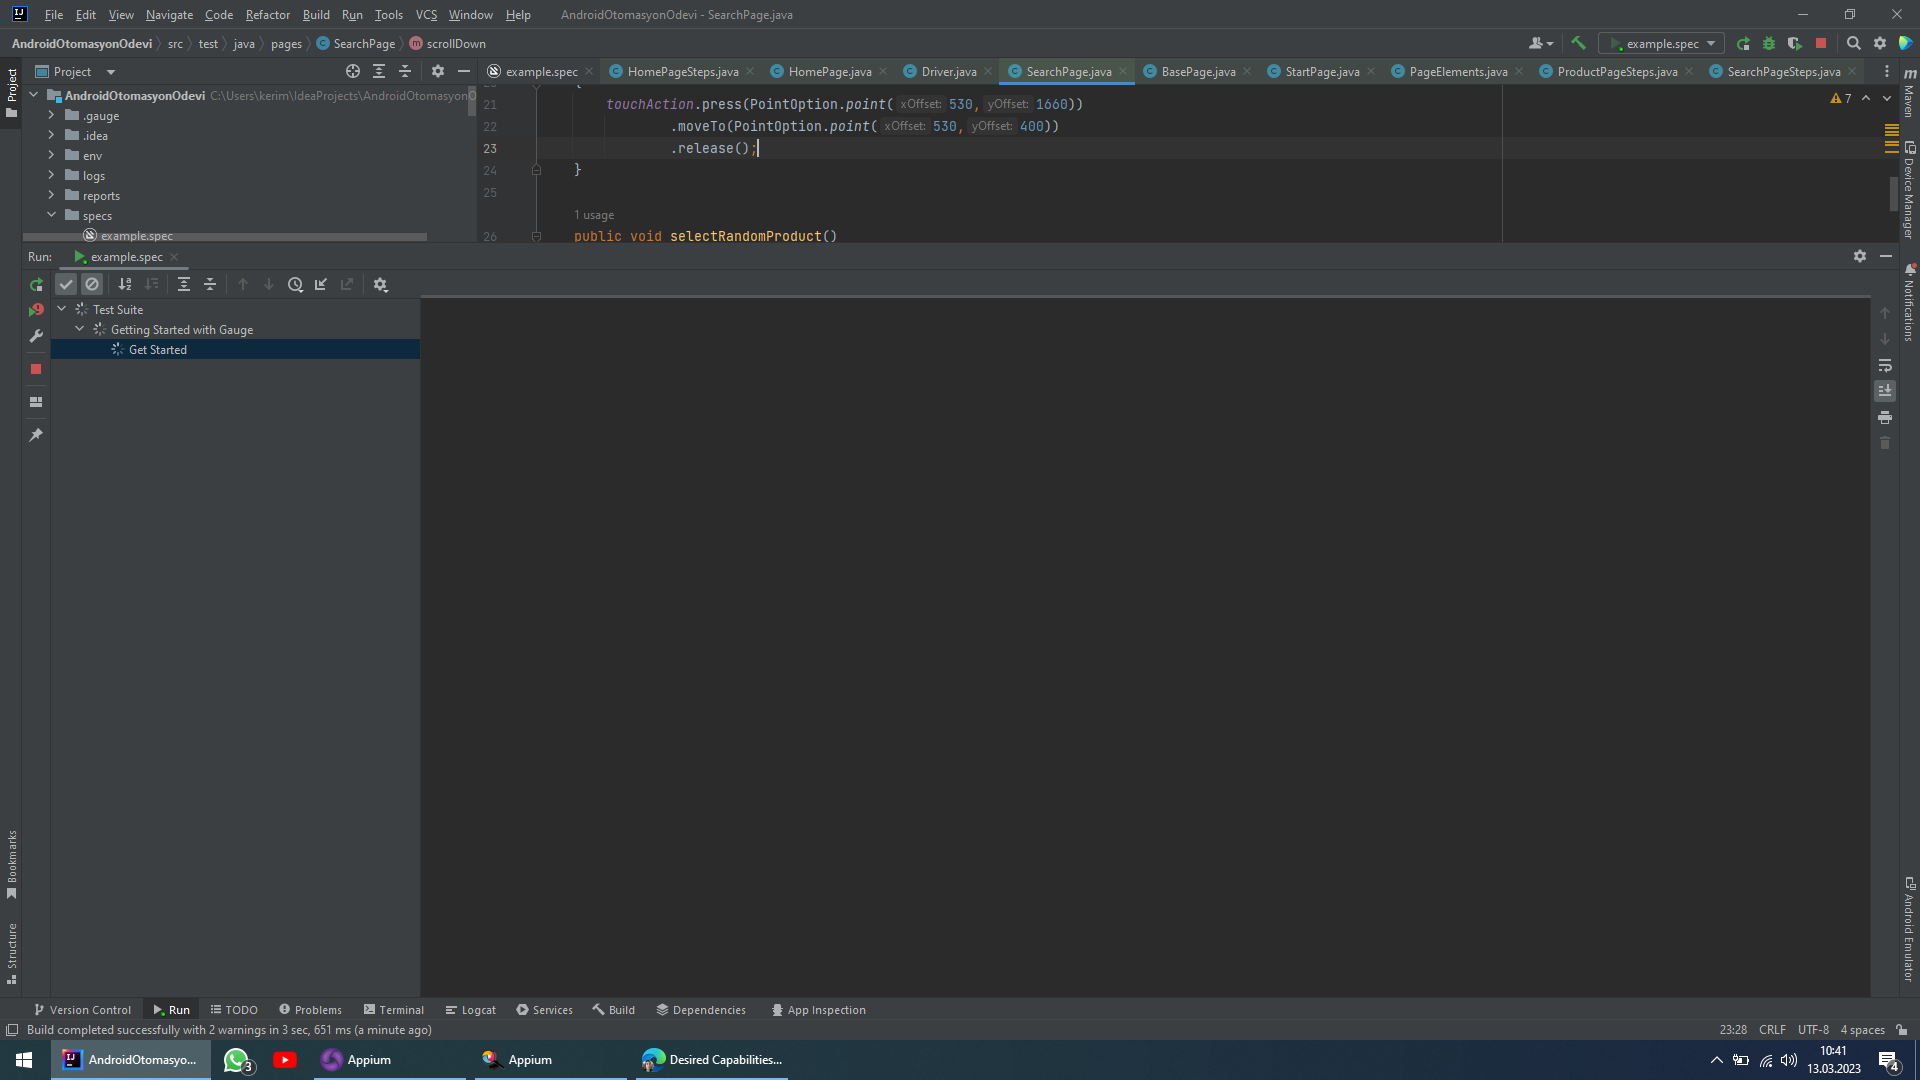 File Edit View Navigate Code Refactor Build Run Tools VCS Window Help AndroidOtomasyonOdevi - SearchPage.java
AndroidOtomasyonOdevi src test java pages SearchPage scrollDown example.spec
Project example.spec HomePageSteps.java HomePage.java Driver.java SearchPage.java BasePage.java StartPage.java PageElements.java ProductPageSteps.java SearchPageSteps.java
AndroidOtomasyonOdevi C:\Users\kerim\IdeaProjects\AndroidOtomasyonO
.gauge
.idea
env
logs
reports
specs
example.spec
21 touchAction.press(PointOption.point( xOffset: 530, yOffset: 1660))
22 .moveTo(PointOption.point( xOffset: 530, yOffset: 400))
23 .release();
24 }
25
1 usage
26 public void selectRandomProduct()
7
Run: example.spec
Test Suite
Getting Started with Gauge
Get Started
Project
Bookmarks
Structure
Maven
Device Manager
Notifications
Android Emulator
Version Control Run TODO Problems Terminal Logcat Services Build Dependencies App Inspection
Build completed successfully with 2 warnings in 3 sec, 651 ms (a minute ago) 23:28 CRLF UTF-8 4 spaces
AndroidOtomasyo... 3 Appium Appium Desired Capabilities... 10:41
13.03.2023 4